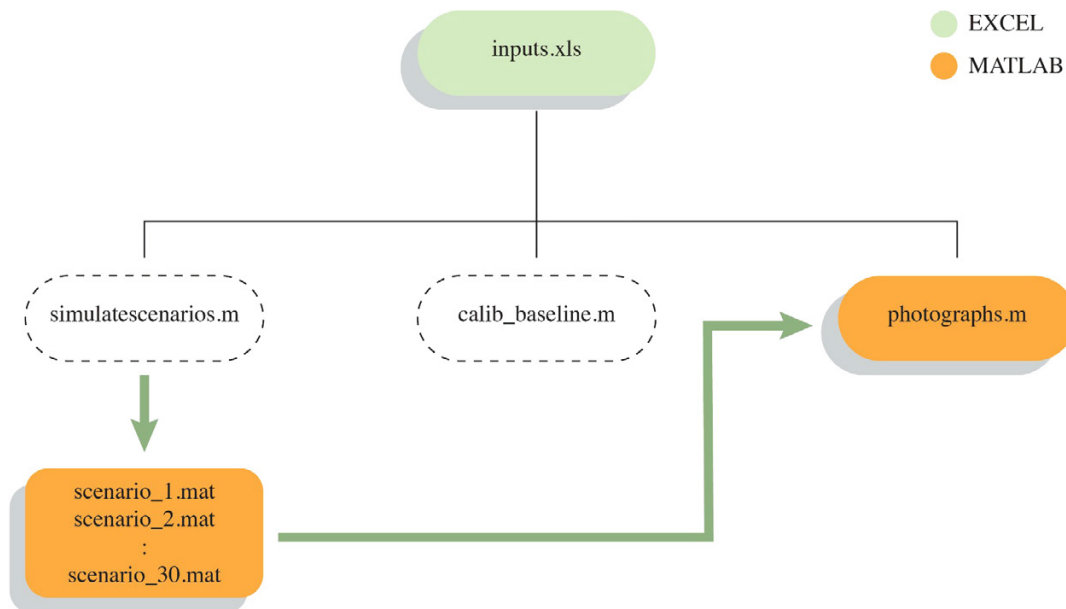 inputs.xls
EXCEL
MATLAB
simulatescenarios.m
calib_baseline.m
photographs.m
scenario_1.mat
scenario_2.mat
:
scenario_30.mat